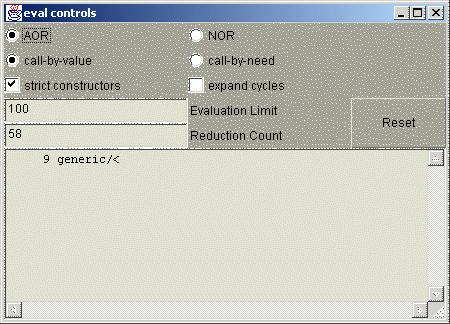 eval controls
AOR NOR
call-by-value call-by-need
strict constructors expand cycles
100 Evaluation Limit
58 Reduction Count
Reset
9 generic/<